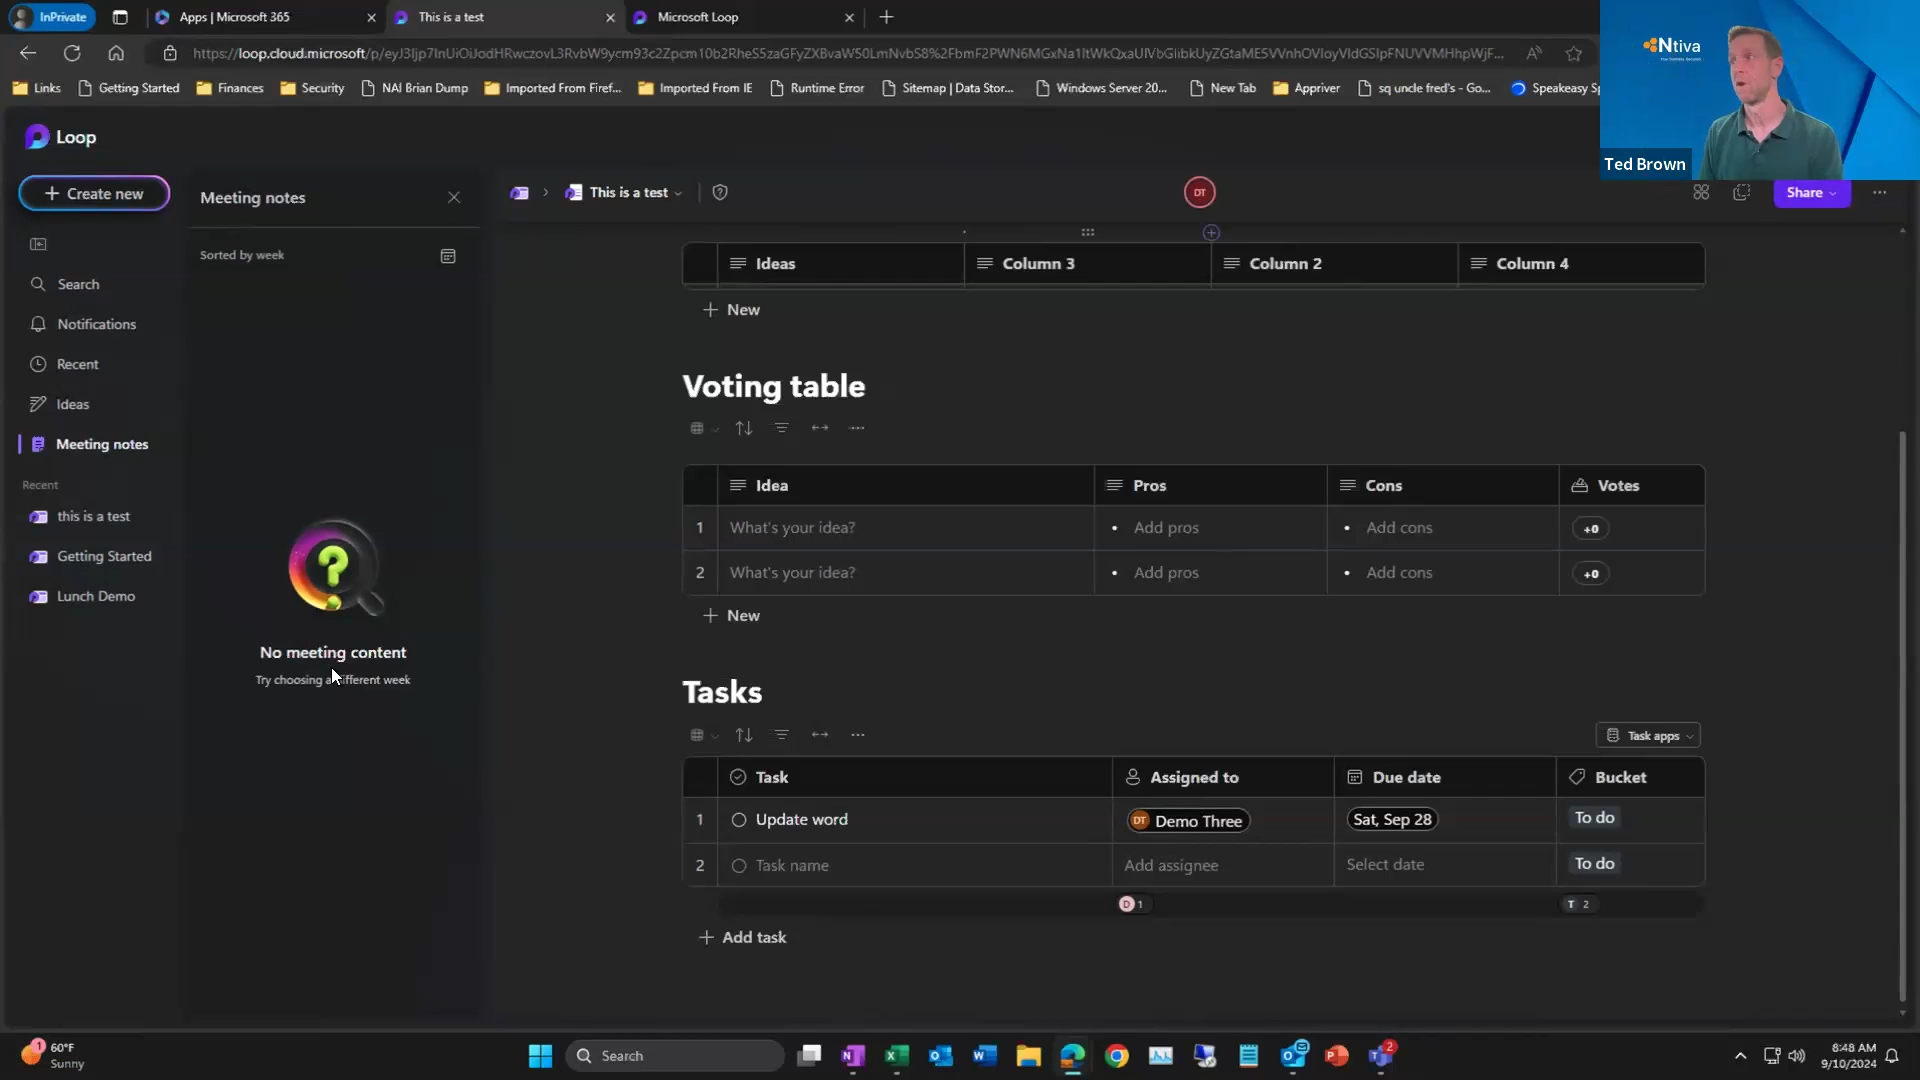 InPrivate
Apps | Microsoft 365
This is a test
Microsoft Loop
Links
Getting Started
Finances
Security
NAI Brian Dump
Imported From Firef...
Imported From IE
Runtime Error
Sitemap | Data Stor...
Windows Server 20...
New Tab
Appriver
sq uncle fred's - Go...
Speakeasy Sp
Ntiva
Ted Brown
Loop
Create new
Search
Notifications
Recent
Ideas
Meeting notes
Recent
this is a test
Getting Started
Lunch Demo
Meeting notes
Sorted by week
No meeting content
Try choosing a different week
This is a test
DT
Share
Ideas Column 3 Column 2 Column 4
New
Voting table
Idea Pros Cons Votes
1 What's your idea? • Add pros • Add cons +0
2 What's your idea? • Add pros • Add cons +0
New
Tasks
Task apps
Task Assigned to Due date Bucket
1 Update word DT Demo Three Sat, Sep 28 To do
2 Task name Add assignee Select date To do
D 1 T 2
Add task
1
60°F
Sunny
Search
2
8:48 AM
9/10/2024